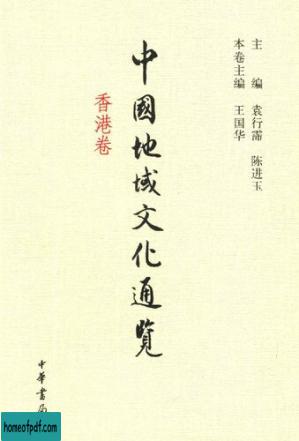 主　编　袁行霈　陈进玉
本卷主编　王国华
中國地域文化通覽
香港卷
中華書局
homeofpdf.com